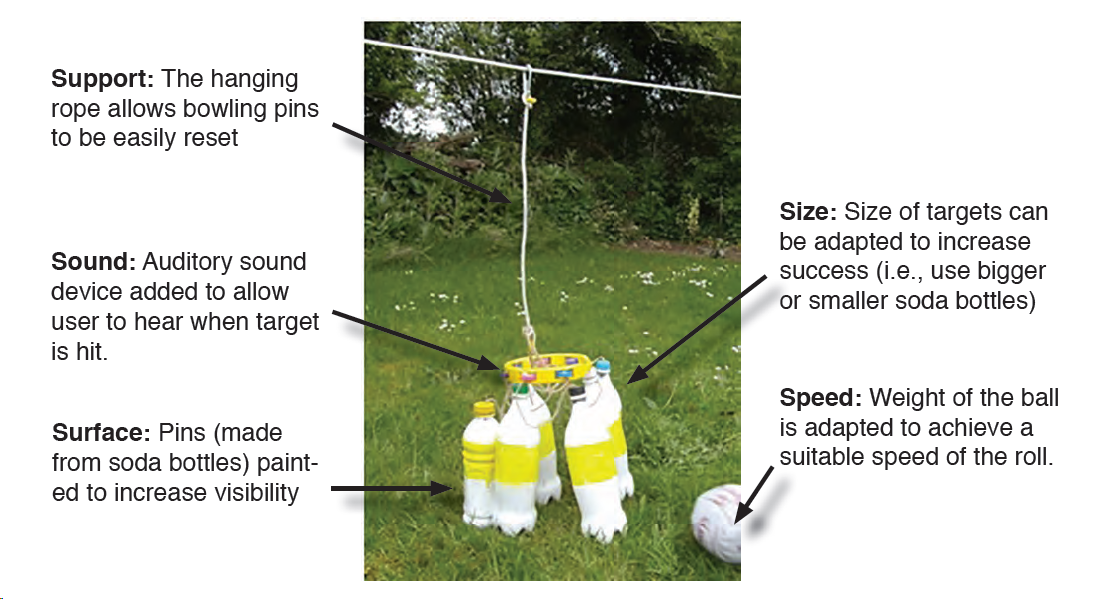 Support: The hanging
rope allows bowling pins
to be easily reset
Sound: Auditory sound
device added to allow
user to hear when target
is hit.
Surface: Pins (made
from soda bottles) paint-
ed to increase visibility
Size: Size of targets can
be adapted to increase
success (i.e., use bigger
or smaller soda bottles)
Speed: Weight of the ball
is adapted to achieve a
suitable speed of the roll.